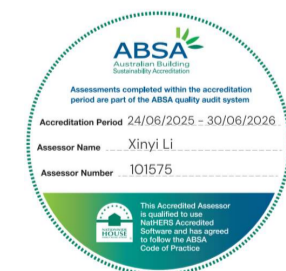 ABSA
Australian Building
Sustainability Accreditation
Assessments completed within the accreditation
period are part of the ABSA quality audit system
Accreditation Period 24/06/2025 - 30/06/2026
Assessor Name Xinyi Li
Assessor Number 101575
This Accredited Assessor
is qualified to use
NatHERS Accredited
Software and has agreed
to follow the ABSA
Code of Practice
HOUSE